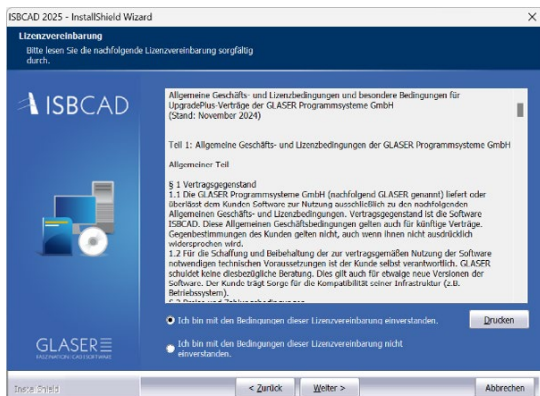 ISBCAD 2025 - InstallShield Wizard
Lizenzvereinbarung
Bitte lesen Sie die nachfolgende Lizenzvereinbarung sorgfältig
durch.
ISBCAD
Allgemeine Geschäfts- und Lizenzbedingungen und besondere Bedingungen für
UpgradePlus-Verträge der GLASER Programmsysteme GmbH
(Stand: November 2024)
Teil 1: Allgemeine Geschäfts- und Lizenzbedingungen der GLASER Programmsysteme GmbH
Allgemeiner Teil
§ 1 Vertragsgegenstand
1.1 Die GLASER Programmsysteme GmbH (nachfolgend GLASER genannt) liefert oder
überlässt dem Kunden Software zur Nutzung ausschließlich zu den nachfolgenden
Allgemeinen Geschäfts- und Lizenzbedingungen. Vertragsgegenstand ist die Software
ISBCAD. Diese Allgemeinen Geschäftsbedingungen gelten auch für künftige Verträge.
Gegenbestimmungen des Kunden gelten nicht, auch wenn ihnen nicht ausdrücklich
widersprochen wird.
1.2 Für die Schaffung und Beibehaltung der zur vertragsgemäßen Nutzung der Software
notwendigen technischen Voraussetzungen ist der Kunde selbst verantwortlich. GLASER
schuldet keine diesbezügliche Beratung. Dies gilt auch für etwaige neue Versionen der
Software. Der Kunde trägt Sorge für die Kompatibilität seiner Infrastruktur (z.B.
Betriebssystem).
§ 2 Preise und Zahlungsbedingungen
Ich bin mit den Bedingungen dieser Lizenzvereinbarung einverstanden.
Drucken
Ich bin mit den Bedingungen dieser Lizenzvereinbarung nicht
einverstanden.
GLASER
FASZINATION CAD SOFTWARE
InstallShield
< Zurück
Weiter >
Abbrechen